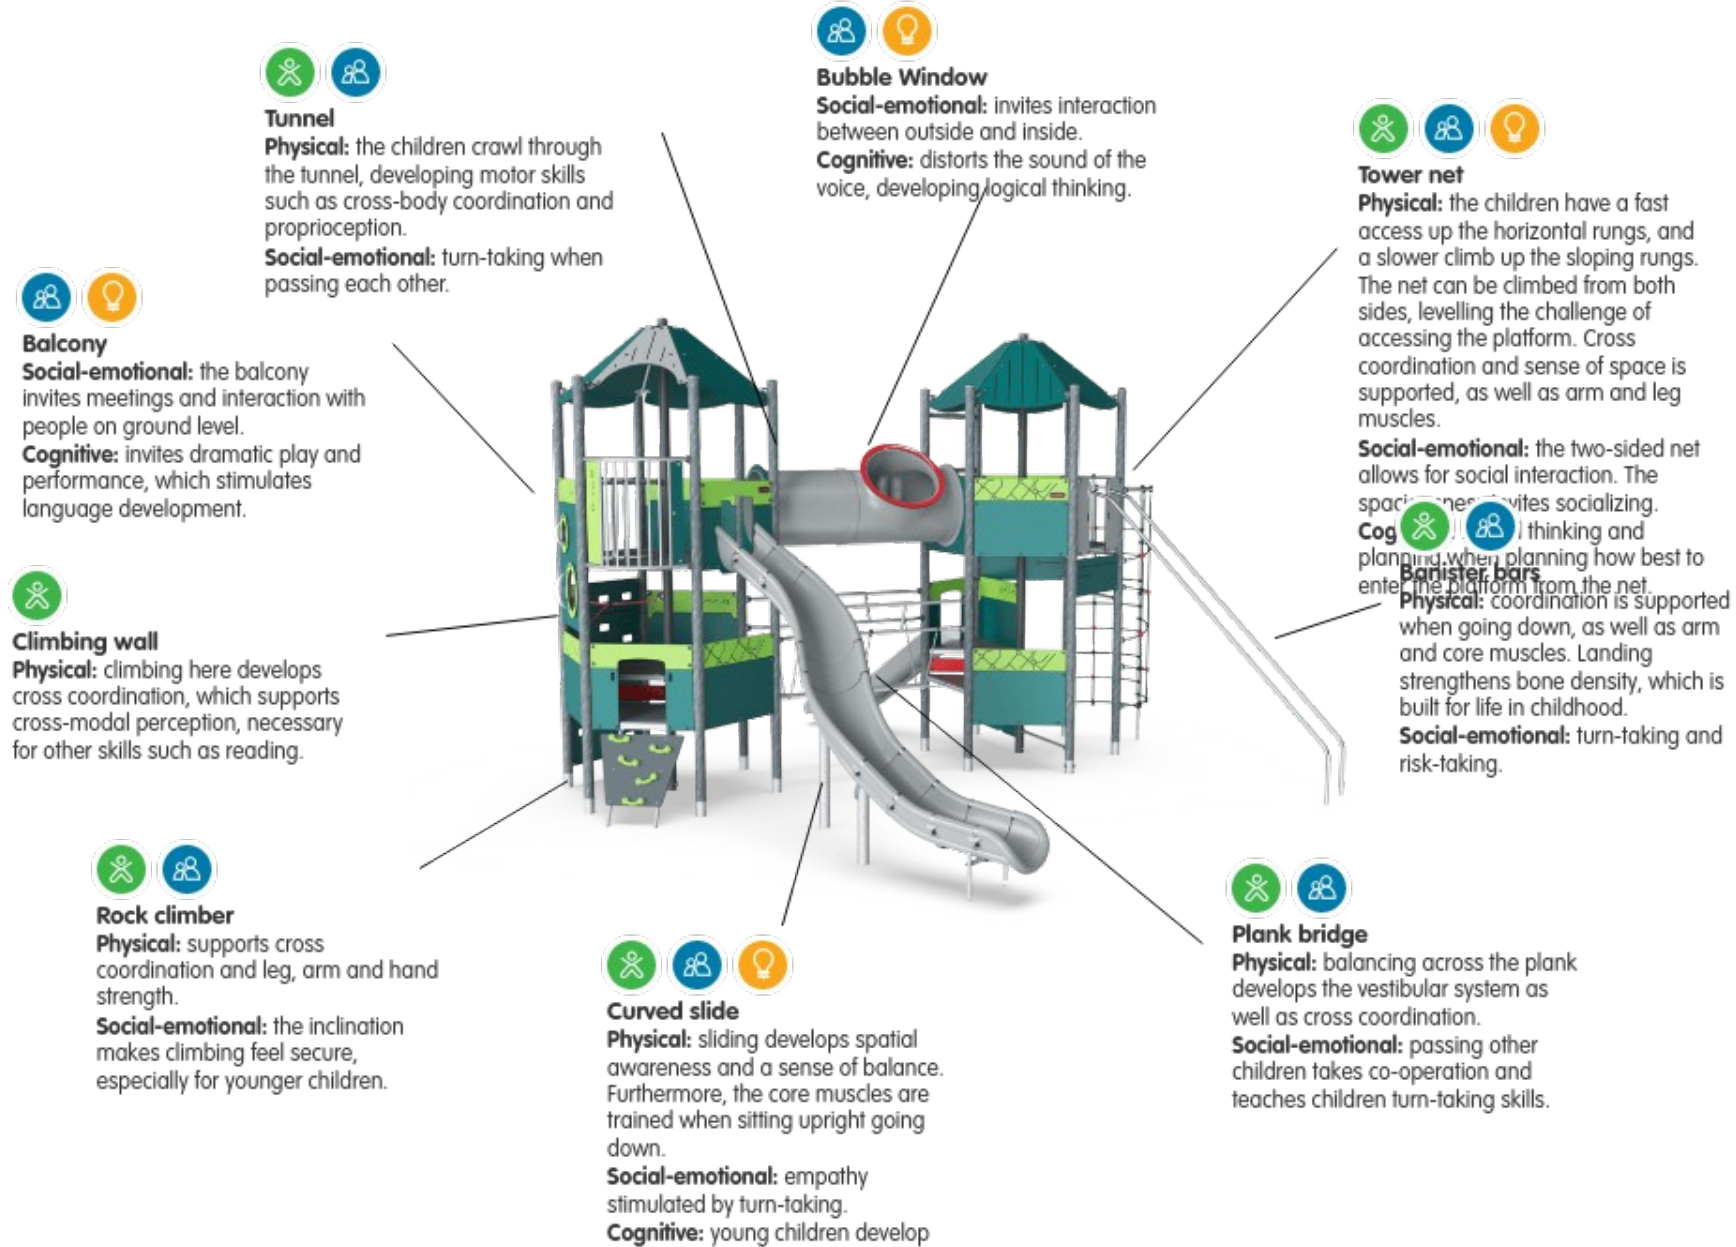 Tunnel
Physical: the children crawl through
the tunnel, developing motor skills
such as cross-body coordination and
proprioception.
Social-emotional: turn-taking when
passing each other.
Bubble Window
Social-emotional: invites interaction
between outside and inside.
Cognitive: distorts the sound of the
voice, developing logical thinking.
Tower net
Physical: the children have a fast
access up the horizontal rungs, and
a slower climb up the sloping rungs.
The net can be climbed from both
sides, levelling the challenge of
accessing the platform. Cross
coordination and sense of space is
supported, as well as arm and leg
muscles.
Social-emotional: the two-sided net
allows for social interaction. The
socializing.
thinking and
planning when planning how best to
the platform from the net.
Balcony
Social-emotional: the balcony
invites meetings and interaction with
people on ground level.
Cognitive: invites dramatic play and
performance, which stimulates
language development.
Banister bars
Physical: coordination is supported
when going down, as well as arm
and core muscles. Landing
strengthens bone density, which is
built for life in childhood.
Social-emotional: turn-taking and
risk-taking.
Climbing wall
Physical: climbing here develops
cross coordination, which supports
cross-modal perception, necessary
for other skills such as reading.
Rock climber
Physical: supports cross
coordination and leg, arm and hand
strength.
Social-emotional: the inclination
makes climbing feel secure,
especially for younger children.
Curved slide
Physical: sliding develops spatial
awareness and a sense of balance.
Furthermore, the core muscles are
trained when sitting upright going
down.
Social-emotional: empathy
stimulated by turn-taking.
Cognitive: young children develop
Plank bridge
Physical: balancing across the plank
develops the vestibular system as
well as cross coordination.
Social-emotional: passing other
children takes co-operation and
teaches children turn-taking skills.